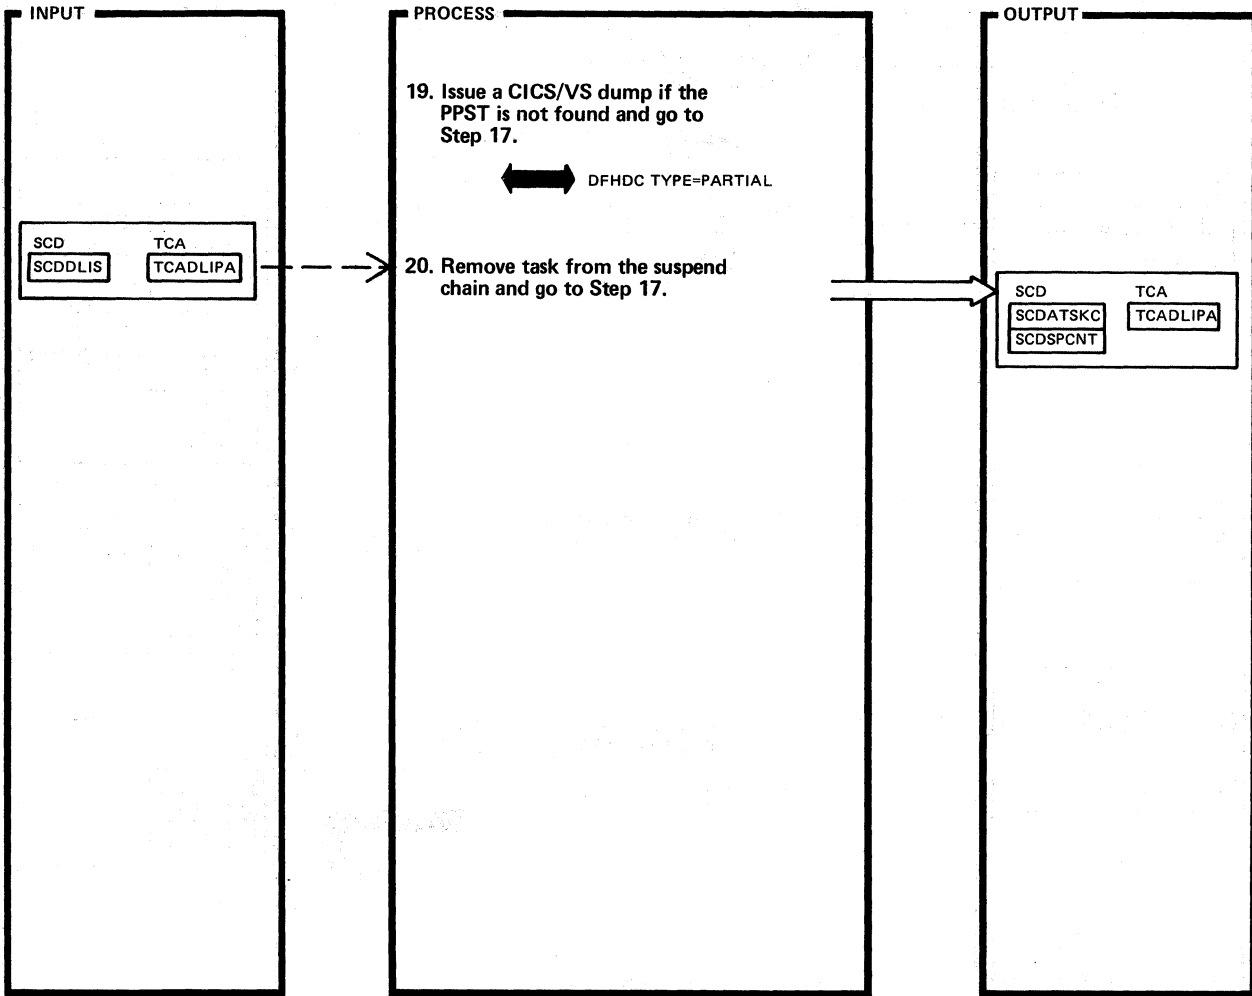 INPUT
PROCESS
OUTPUT
19. Issue a CICS/VS dump if the
PPST is not found and go to
Step 17.
DFHDC TYPE=PARTIAL
SCD TCA
SCDDLIS TCADLIPA
20. Remove task from the suspend
chain and go to Step 17.
SCD TCA
SCDATSKC TCADLIPA
SCDSPCNT